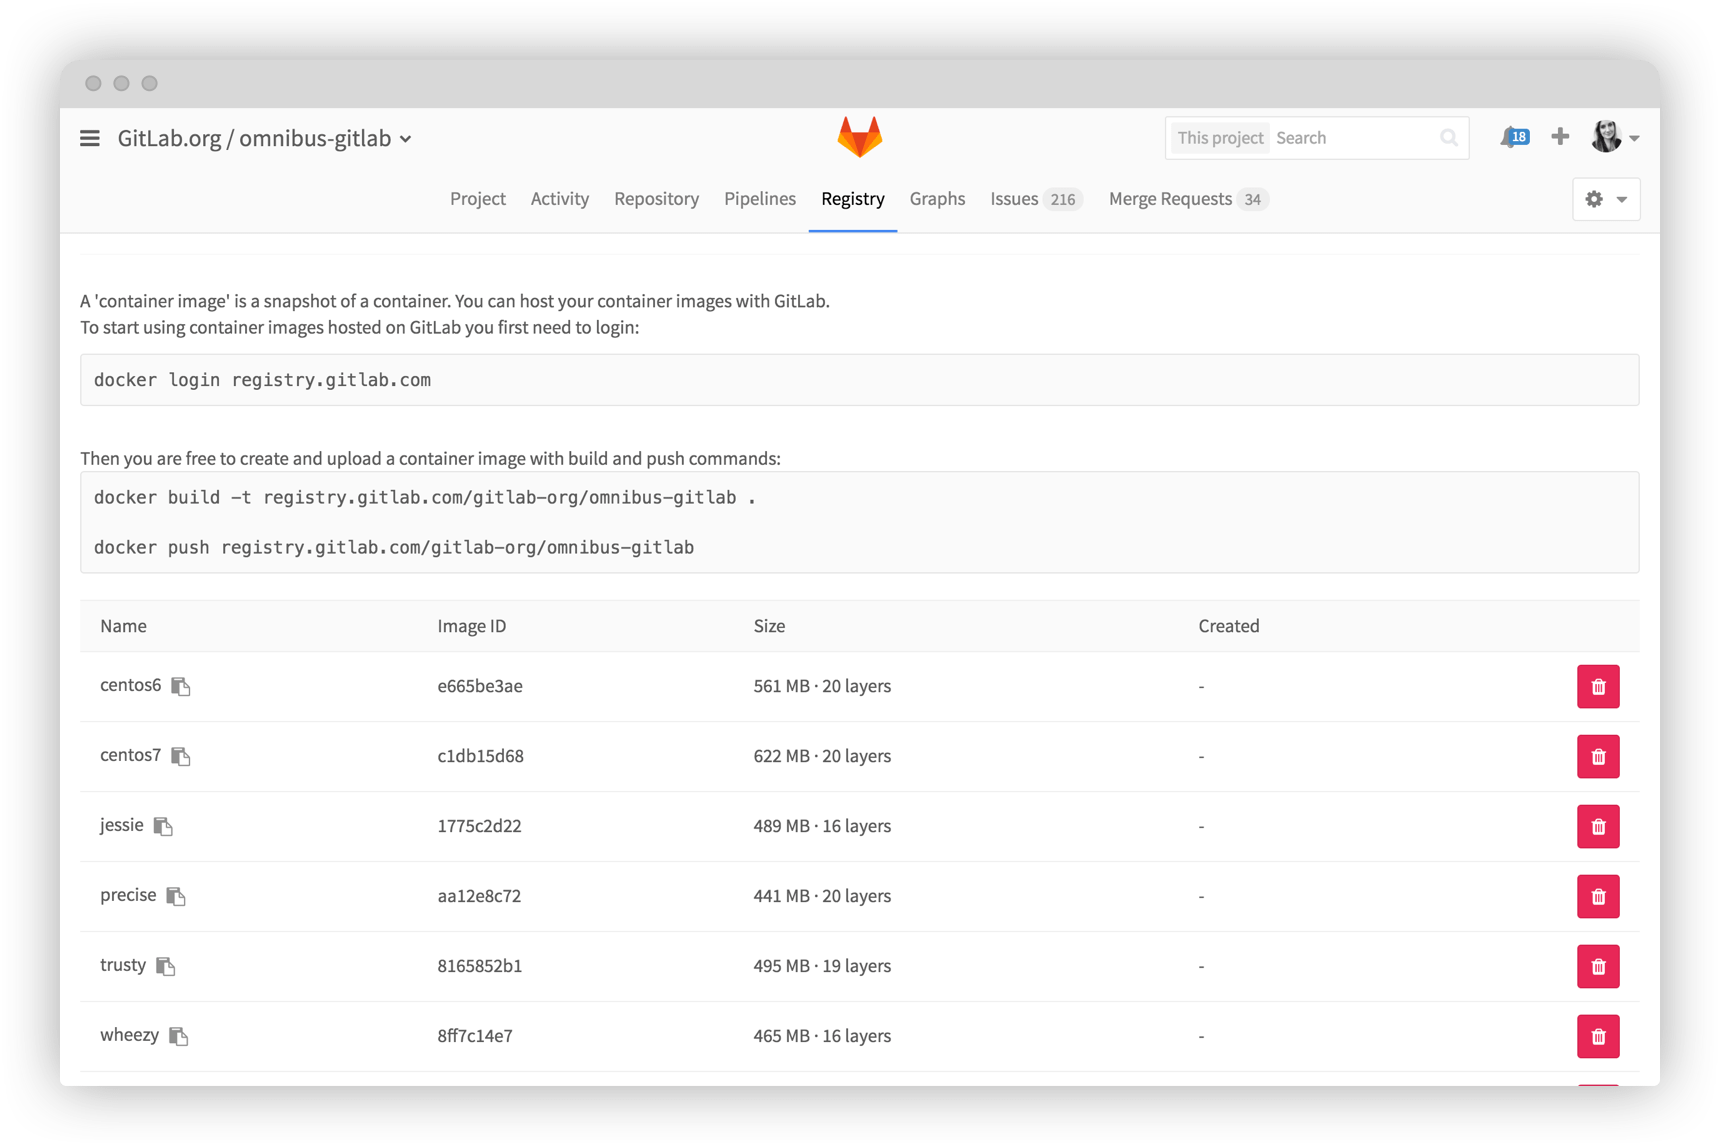 GitLab.org / omnibus-gitlab
This project Search
18
Project Activity Repository Pipelines Registry Graphs Issues 216 Merge Requests 34
A 'container image' is a snapshot of a container. You can host your container images with GitLab.
To start using container images hosted on GitLab you first need to login:
docker login registry.gitlab.com
Then you are free to create and upload a container image with build and push commands:
docker build -t registry.gitlab.com/gitlab-org/omnibus-gitlab .
docker push registry.gitlab.com/gitlab-org/omnibus-gitlab
Name Image ID Size Created
centos6 e665be3ae 561 MB · 20 layers -
centos7 c1db15d68 622 MB · 20 layers -
jessie 1775c2d22 489 MB · 16 layers -
precise aa12e8c72 441 MB · 20 layers -
trusty 8165852b1 495 MB · 19 layers -
wheezy 8ff7c14e7 465 MB · 16 layers -